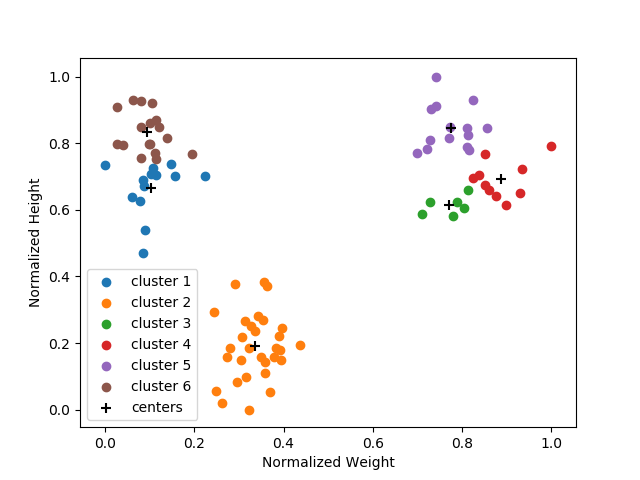 1.0
0.8
0.6
0.4
0.2
0.0
Normalized Height
cluster 1
cluster 2
cluster 3
cluster 4
cluster 5
cluster 6
centers
0.0 0.2 0.4 0.6 0.8 1.0
Normalized Weight